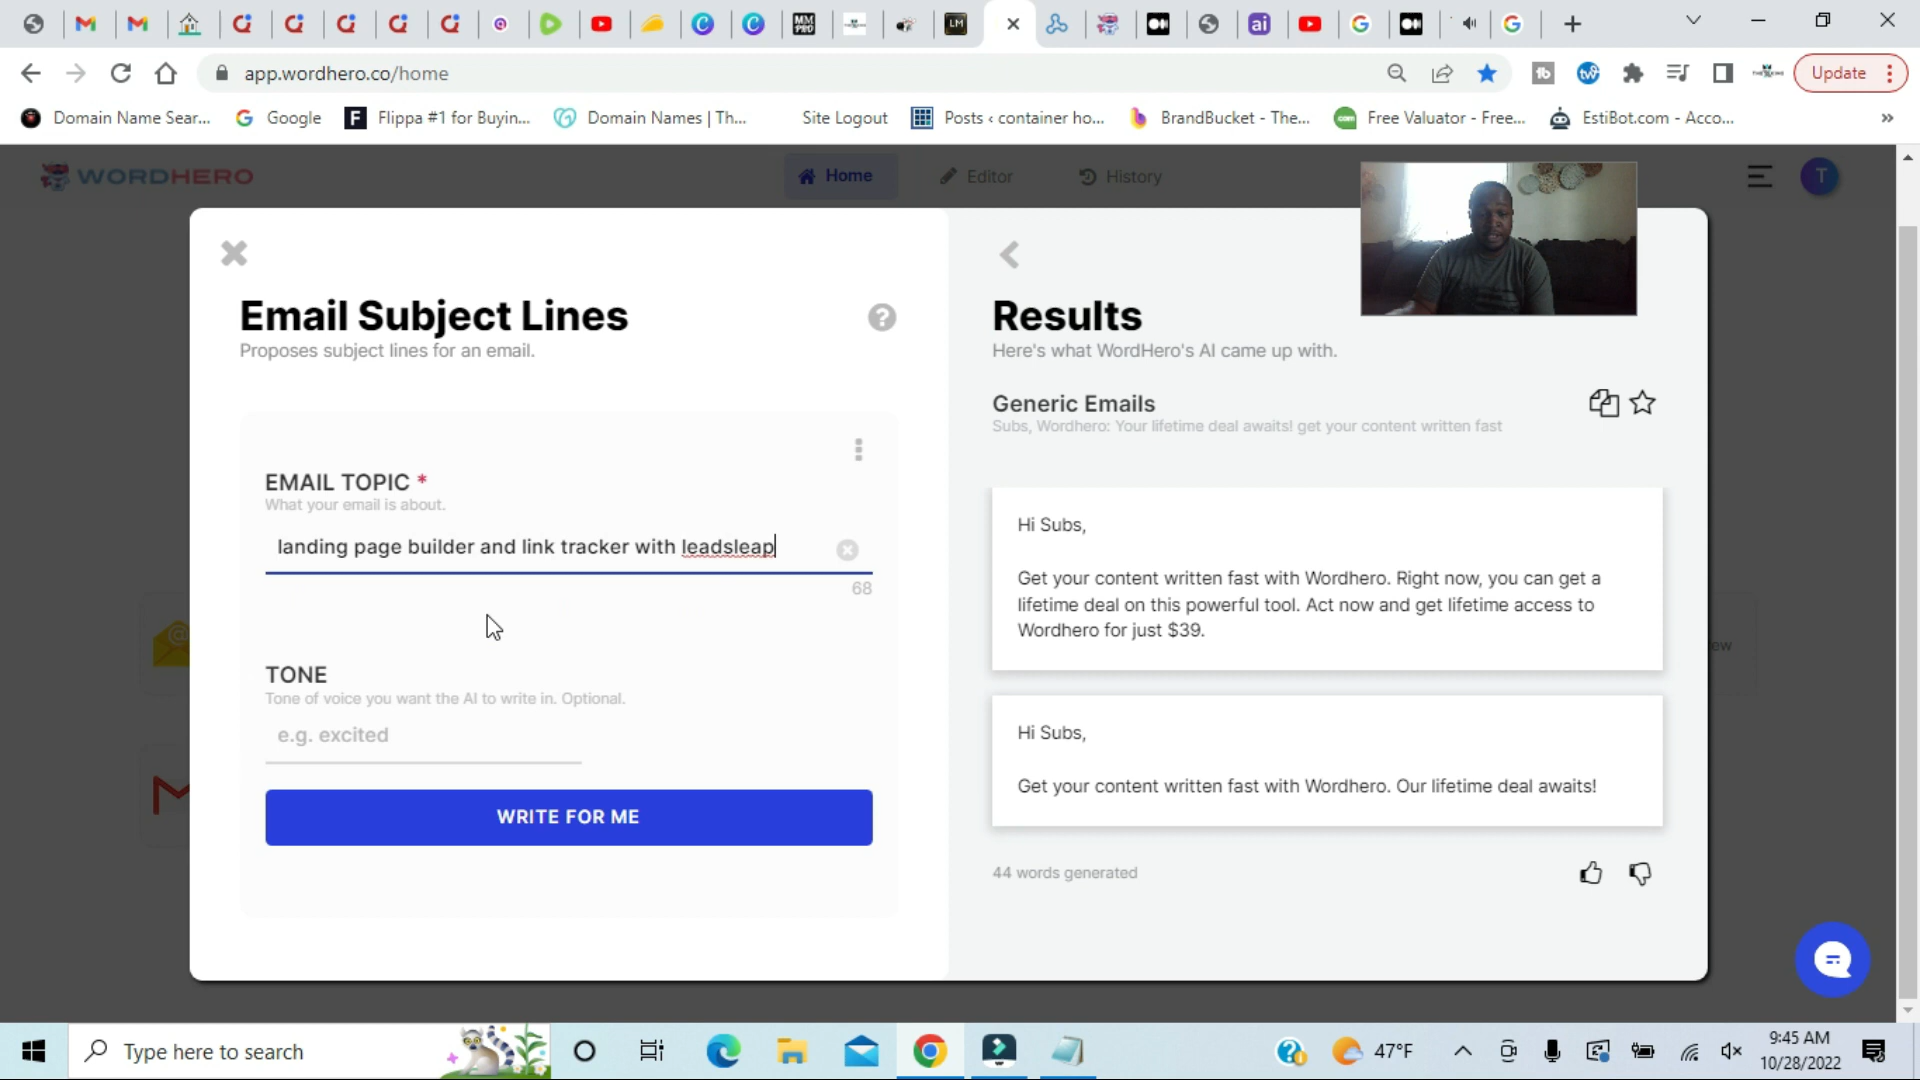 app.wordhero.co/home
Update
Domain Name Sear...
Google
Flippa #1 for Buyin...
Domain Names | Th...
Site Logout
Posts ‹ container ho...
BrandBucket - The...
Free Valuator - Free...
EstiBot.com - Acco...
»
WORDHERO
Home
Editor
History
T
Email Subject Lines
Proposes subject lines for an email.
EMAIL TOPIC *
What your email is about.
landing page builder and link tracker with leadsleap
68
TONE
Tone of voice you want the AI to write in. Optional.
e.g. excited
WRITE FOR ME
Results
Here's what WordHero's AI came up with.
Generic Emails
Subs, Wordhero: Your lifetime deal awaits! get your content written fast
Hi Subs,
Get your content written fast with Wordhero. Right now, you can get a
lifetime deal on this powerful tool. Act now and get lifetime access to
Wordhero for just $39.
Hi Subs,
Get your content written fast with Wordhero. Our lifetime deal awaits!
44 words generated
Type here to search
47°F
9:45 AM
10/28/2022